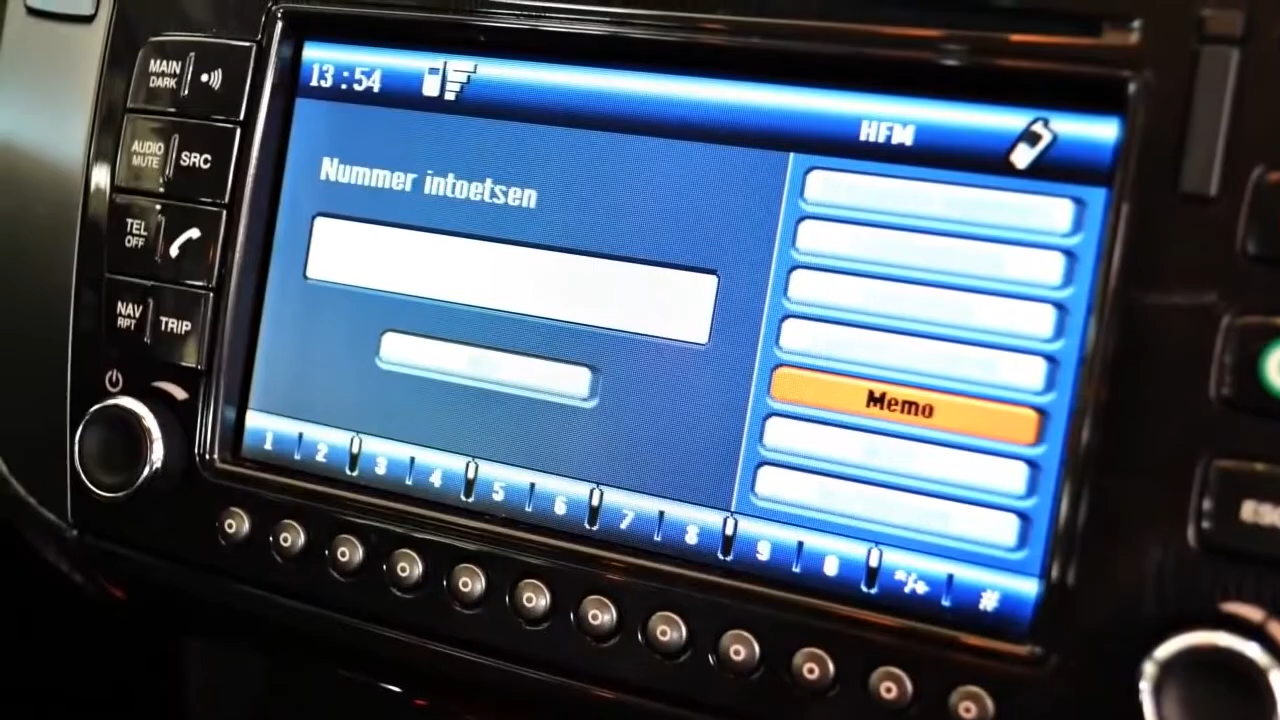 MAIN
DARK
AUDIO
MUTE
SRC
TEL
OFF
NAV
RPT
TRIP
13:54
HFM
Nummer intoetsen
Memo
1 2 3 4 5 6 7 8 9 0 */+ #